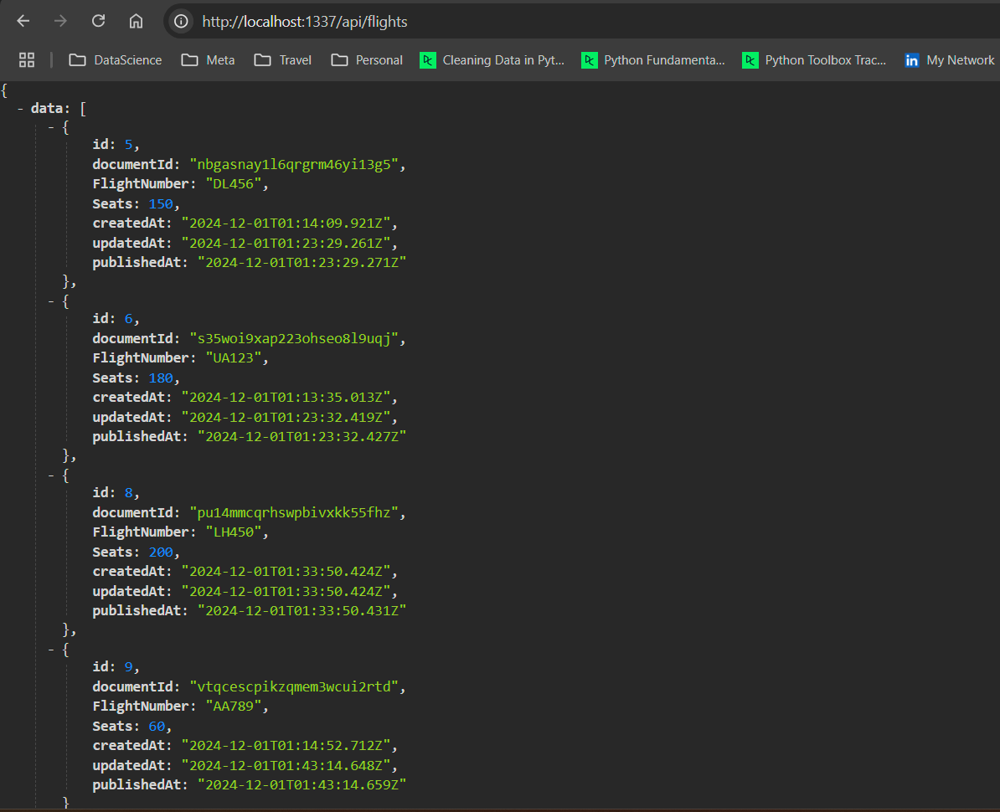 http://localhost:1337/api/flights
DataScience Meta Travel Personal Cleaning Data in Pyt... Python Fundamenta... Python Toolbox Trac... My Network
{
- data: [
- {
id: 5,
documentId: "nbgasnay1l6qrgrm46yi13g5",
FlightNumber: "DL456",
Seats: 150,
createdAt: "2024-12-01T01:14:09.921Z",
updatedAt: "2024-12-01T01:23:29.261Z",
publishedAt: "2024-12-01T01:23:29.271Z"
},
- {
id: 6,
documentId: "s35woi9xap223ohseo8l9uqj",
FlightNumber: "UA123",
Seats: 180,
createdAt: "2024-12-01T01:13:35.013Z",
updatedAt: "2024-12-01T01:23:32.419Z",
publishedAt: "2024-12-01T01:23:32.427Z"
},
- {
id: 8,
documentId: "pu14mmcqrhswpbivxkk55fhz",
FlightNumber: "LH450",
Seats: 200,
createdAt: "2024-12-01T01:33:50.424Z",
updatedAt: "2024-12-01T01:33:50.424Z",
publishedAt: "2024-12-01T01:33:50.431Z"
},
- {
id: 9,
documentId: "vtqcescpikzqmem3wcui2rtd",
FlightNumber: "AA789",
Seats: 60,
createdAt: "2024-12-01T01:14:52.712Z",
updatedAt: "2024-12-01T01:43:14.648Z",
publishedAt: "2024-12-01T01:43:14.659Z"
}